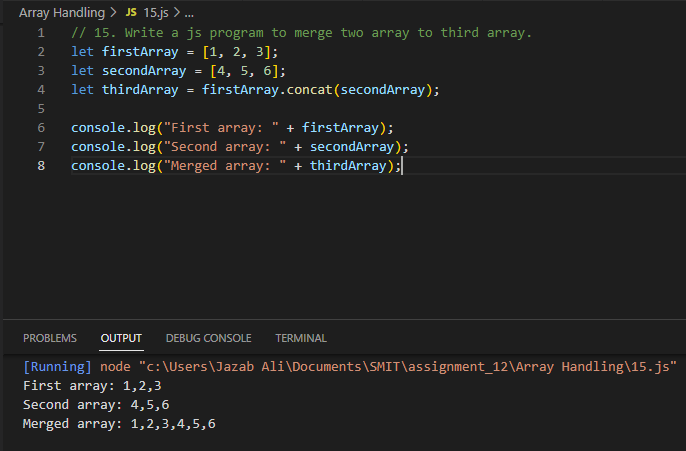 Array Handling > JS 15.js > ...
1 // 15. Write a js program to merge two array to third array.
2 let firstArray = [1, 2, 3];
3 let secondArray = [4, 5, 6];
4 let thirdArray = firstArray.concat(secondArray);
5
6 console.log("First array: " + firstArray);
7 console.log("Second array: " + secondArray);
8 console.log("Merged array: " + thirdArray);
PROBLEMS OUTPUT DEBUG CONSOLE TERMINAL
[Running] node "c:\Users\Jazab Ali\Documents\SMIT\assignment_12\Array Handling\15.js"
First array: 1,2,3
Second array: 4,5,6
Merged array: 1,2,3,4,5,6